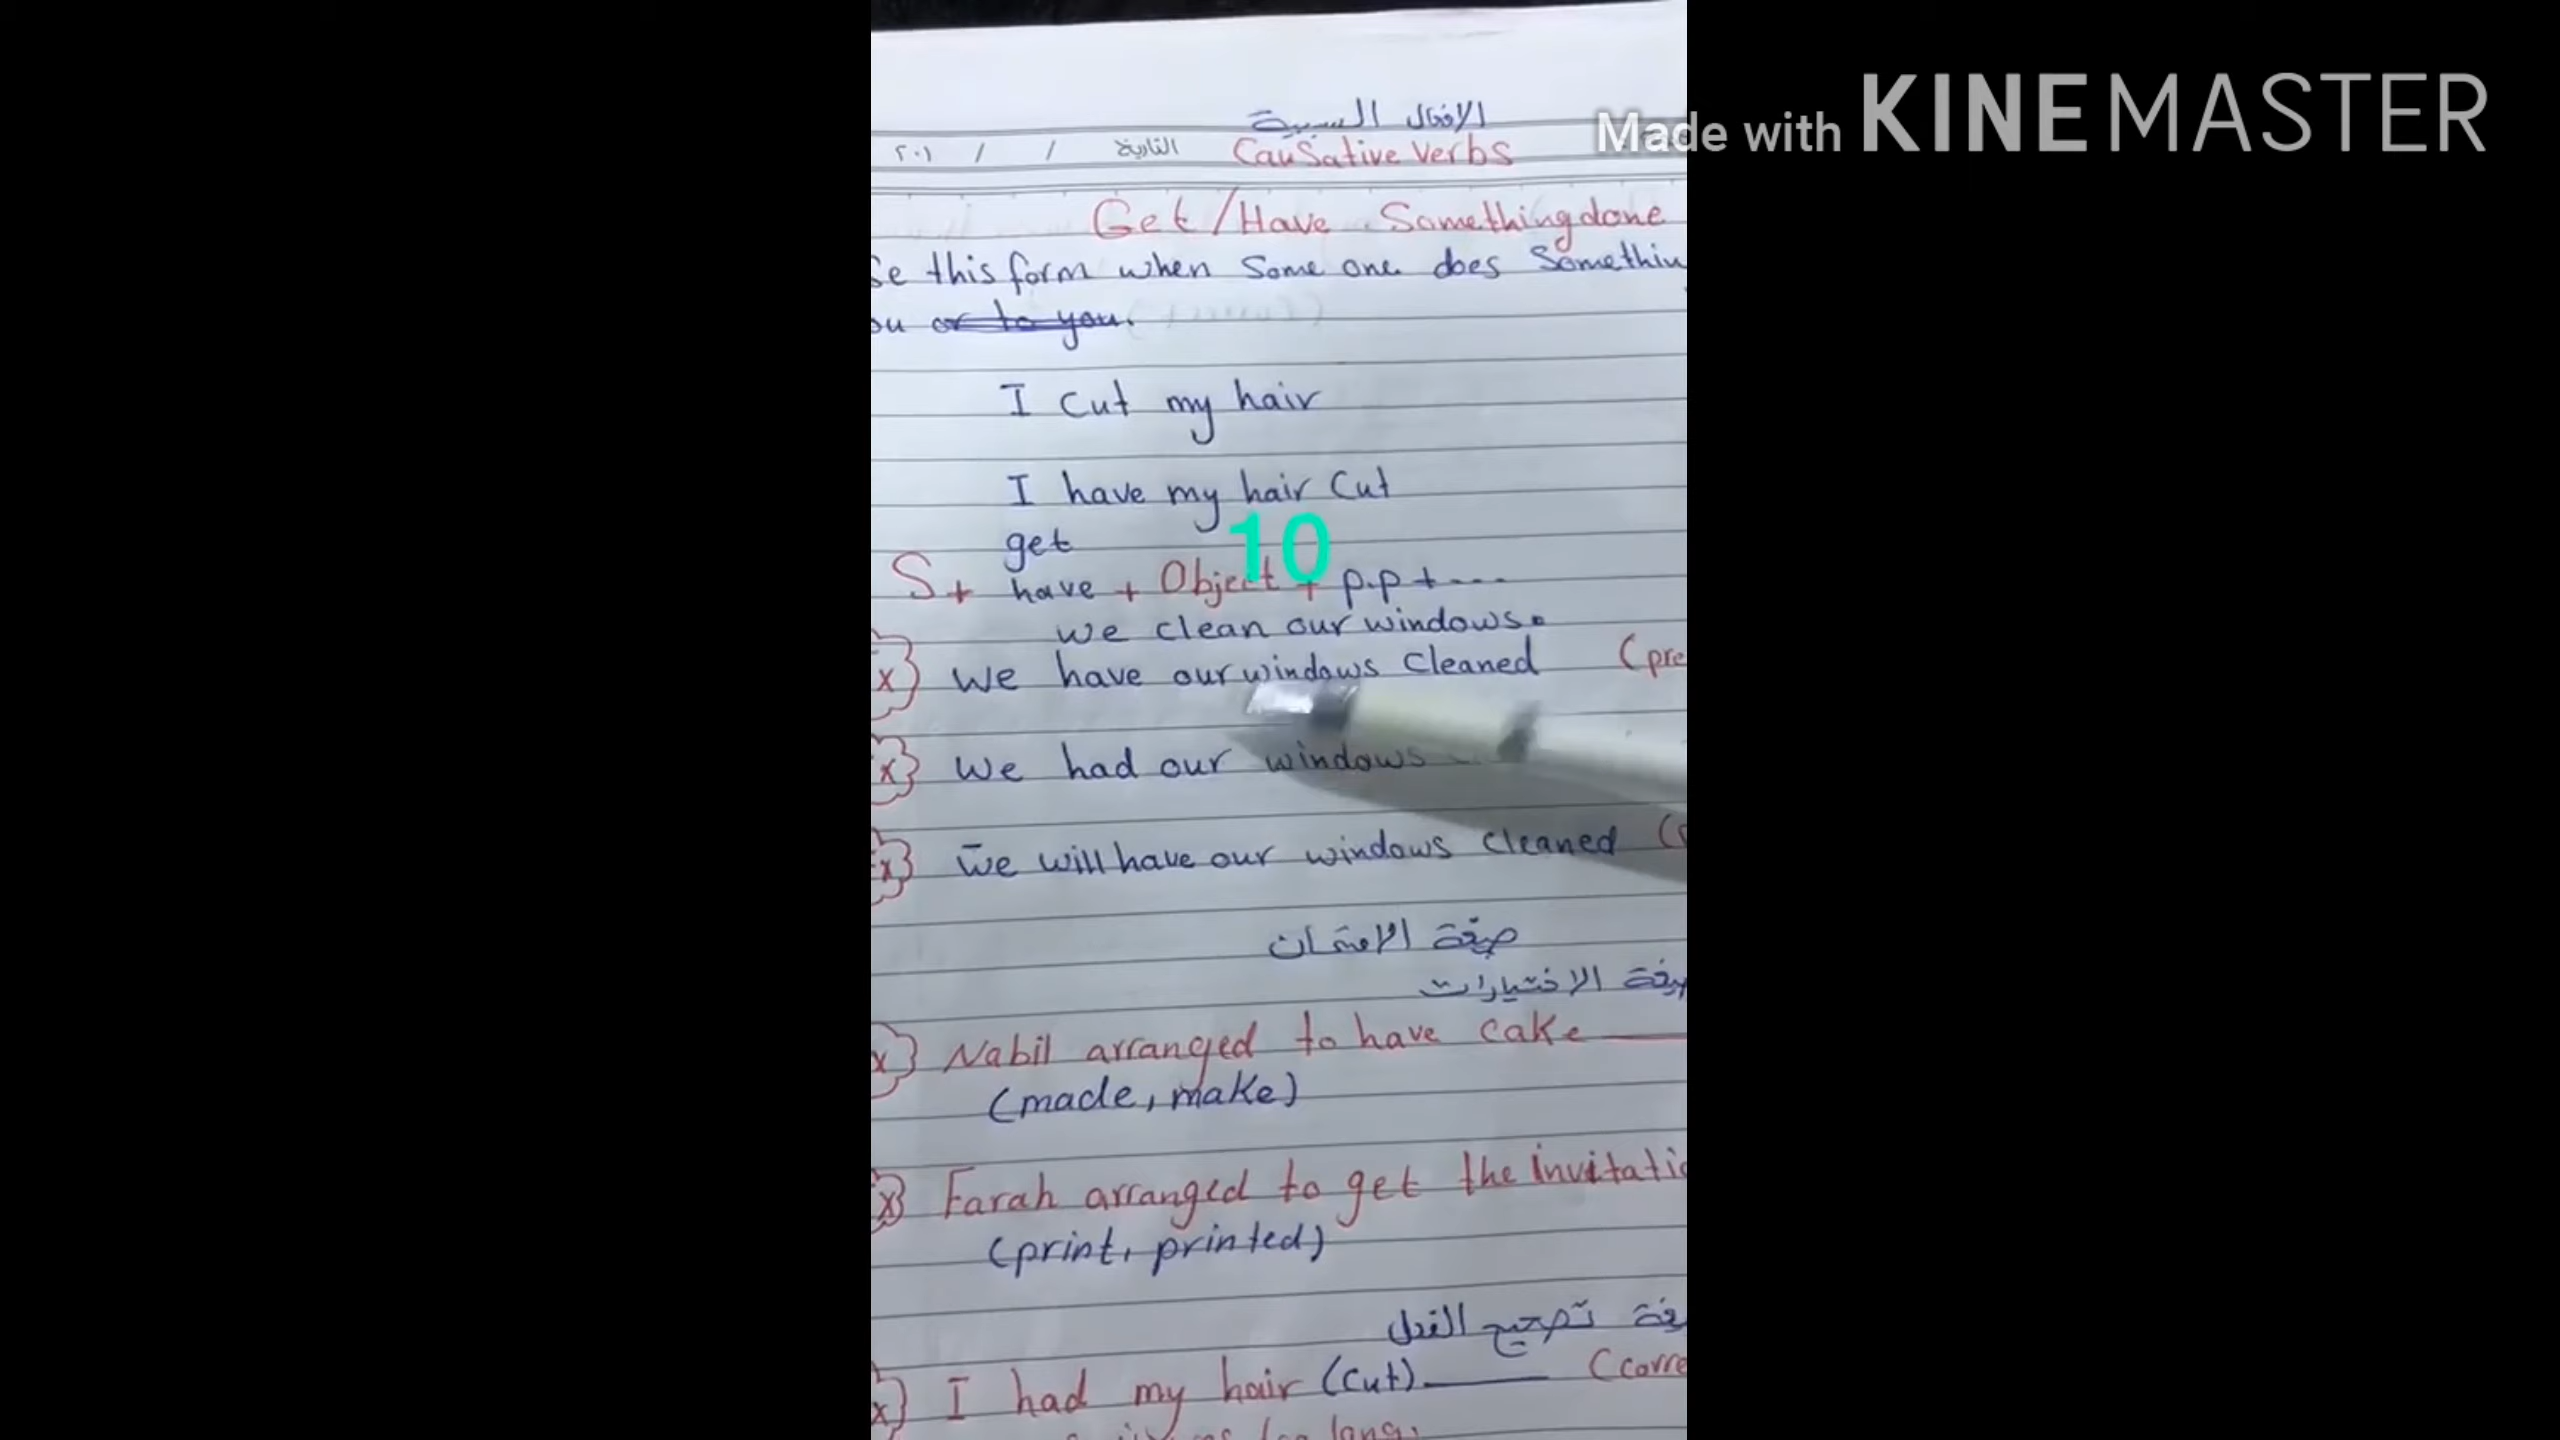 Made with KINEMASTER
الافعال السببية
التاريخ / / ٢٠١
Causative Verbs
Get/Have Something done
se this form when Some one does Somethin
ou or to you.
I cut my hair
I have my hair Cut
get
10
S + have + Object + p.p + ---
we clean our windows.
x) We have our windows Cleaned (pre
x) We had our windows
x) We will have our windows cleaned (
صيغة الامتحان
صيغة الاختيارات
x) Nabil arranged to have cake
(made, make)
x) Farah arranged to get the invitatio
(print, printed)
تصحيح الفعل
x) I had my hair (cut) (corre
long.